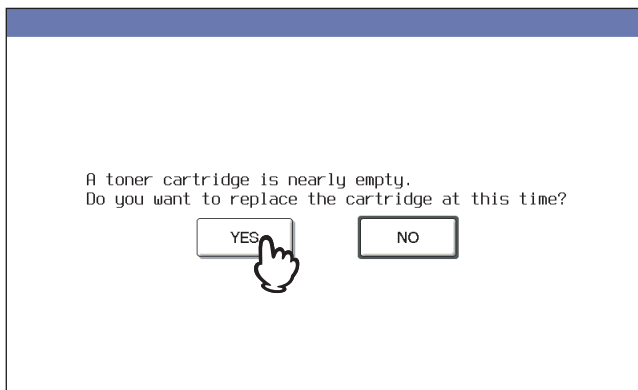 A toner cartridge is nearly empty.
Do you want to replace the cartridge at this time?
YES NO